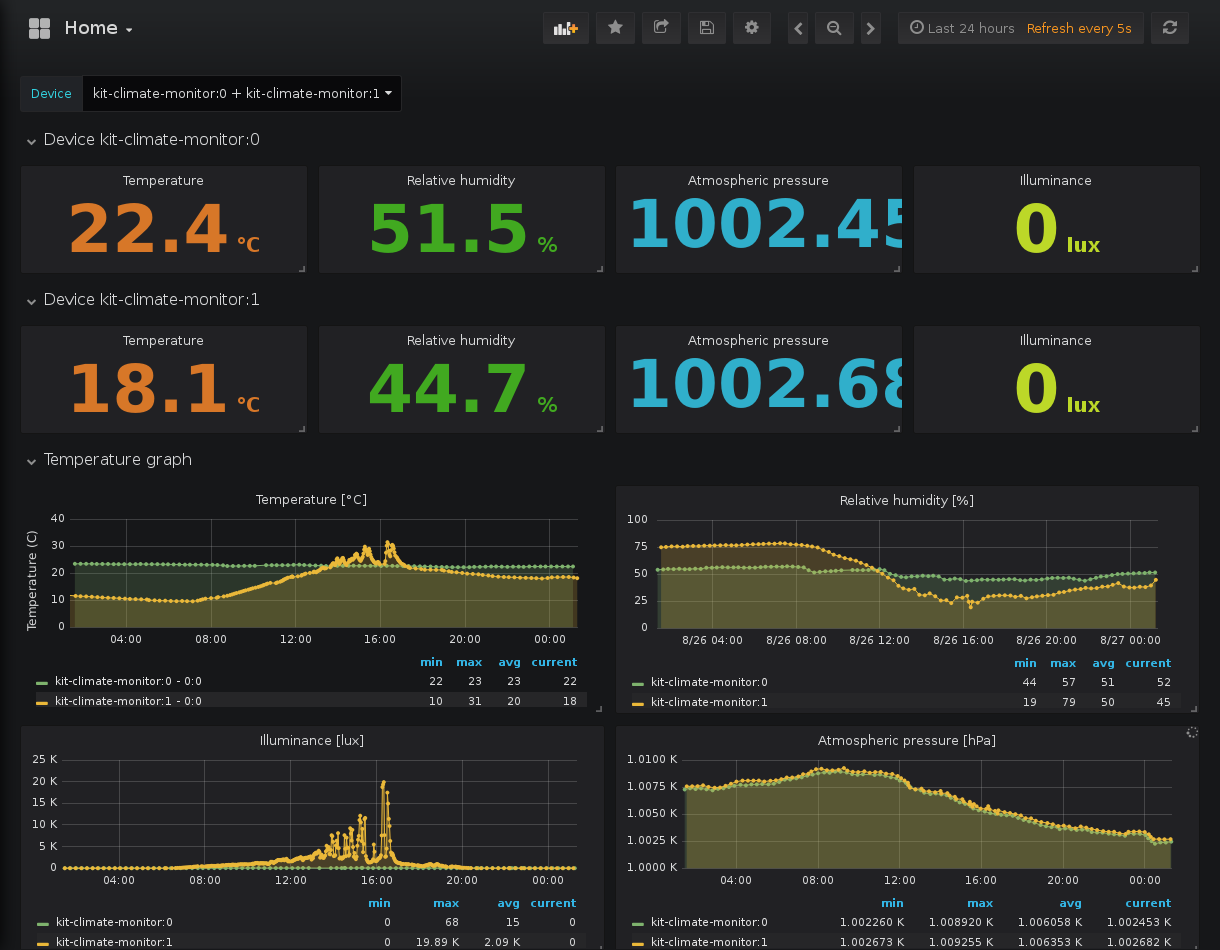 Home
Last 24 hours Refresh every 5s
Device kit-climate-monitor:0 + kit-climate-monitor:1
Device kit-climate-monitor:0
Temperature Relative humidity Atmospheric pressure Illuminance
22.4 °C 51.5 % 1002.45 0 lux
Device kit-climate-monitor:1
Temperature Relative humidity Atmospheric pressure Illuminance
18.1 °C 44.7 % 1002.68 0 lux
Temperature graph
Temperature [°C]
Temperature (C)
40
30
20
10
0
04:00 08:00 12:00 16:00 20:00 00:00
min max avg current
kit-climate-monitor:0 - 0:0 22 23 23 22
kit-climate-monitor:1 - 0:0 10 31 20 18
Relative humidity [%]
100
75
50
25
0
8/26 04:00 8/26 08:00 8/26 12:00 8/26 16:00 8/26 20:00 8/27 00:00
min max avg current
kit-climate-monitor:0 44 57 51 52
kit-climate-monitor:1 19 79 50 45
Illuminance [lux]
25 K
20 K
15 K
10 K
5 K
0
04:00 08:00 12:00 16:00 20:00 00:00
min max avg current
kit-climate-monitor:0 0 68 15 0
kit-climate-monitor:1 0 19.89 K 2.09 K 0
Atmospheric pressure [hPa]
1.0100 K
1.0075 K
1.0050 K
1.0025 K
1.0000 K
04:00 08:00 12:00 16:00 20:00 00:00
min max avg current
kit-climate-monitor:0 1.002260 K 1.008920 K 1.006058 K 1.002453 K
kit-climate-monitor:1 1.002673 K 1.009255 K 1.006353 K 1.002682 K